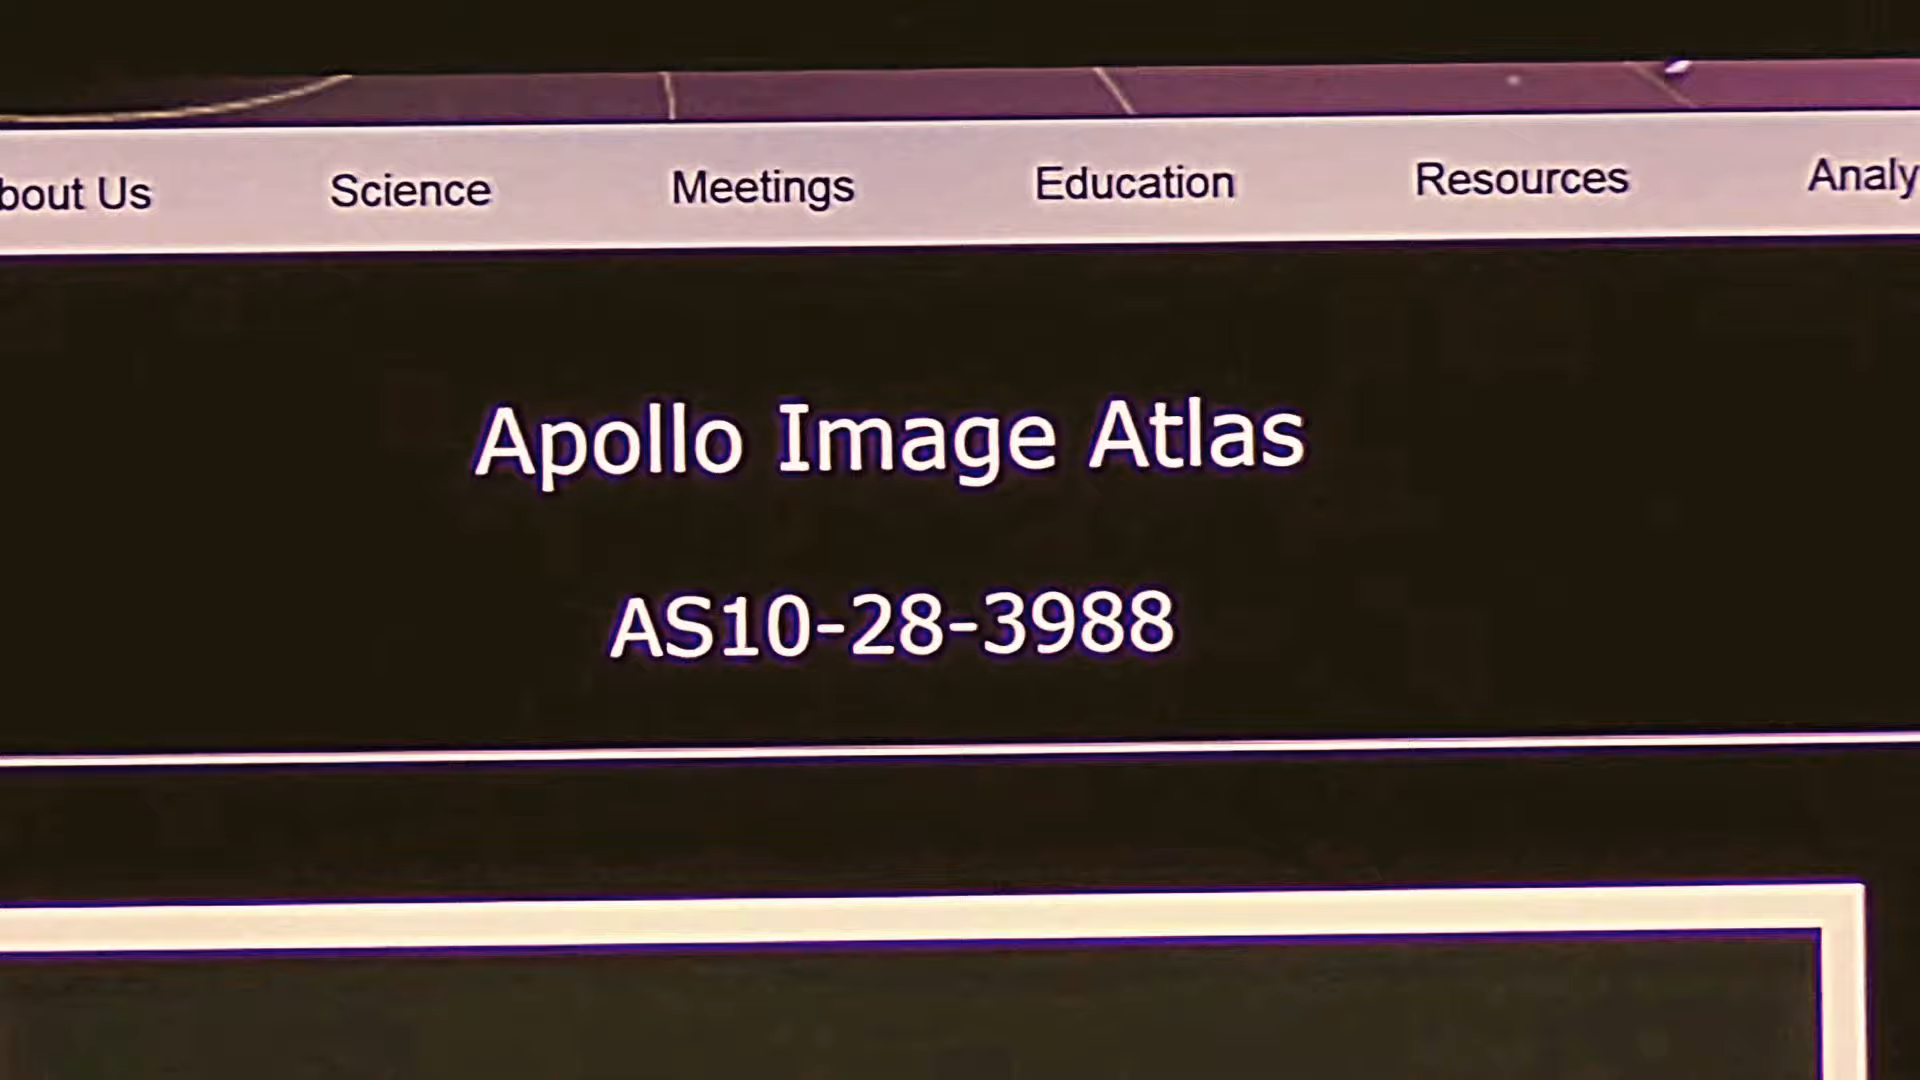 bout Us Science Meetings Education Resources Analy
Apollo Image Atlas
AS10-28-3988